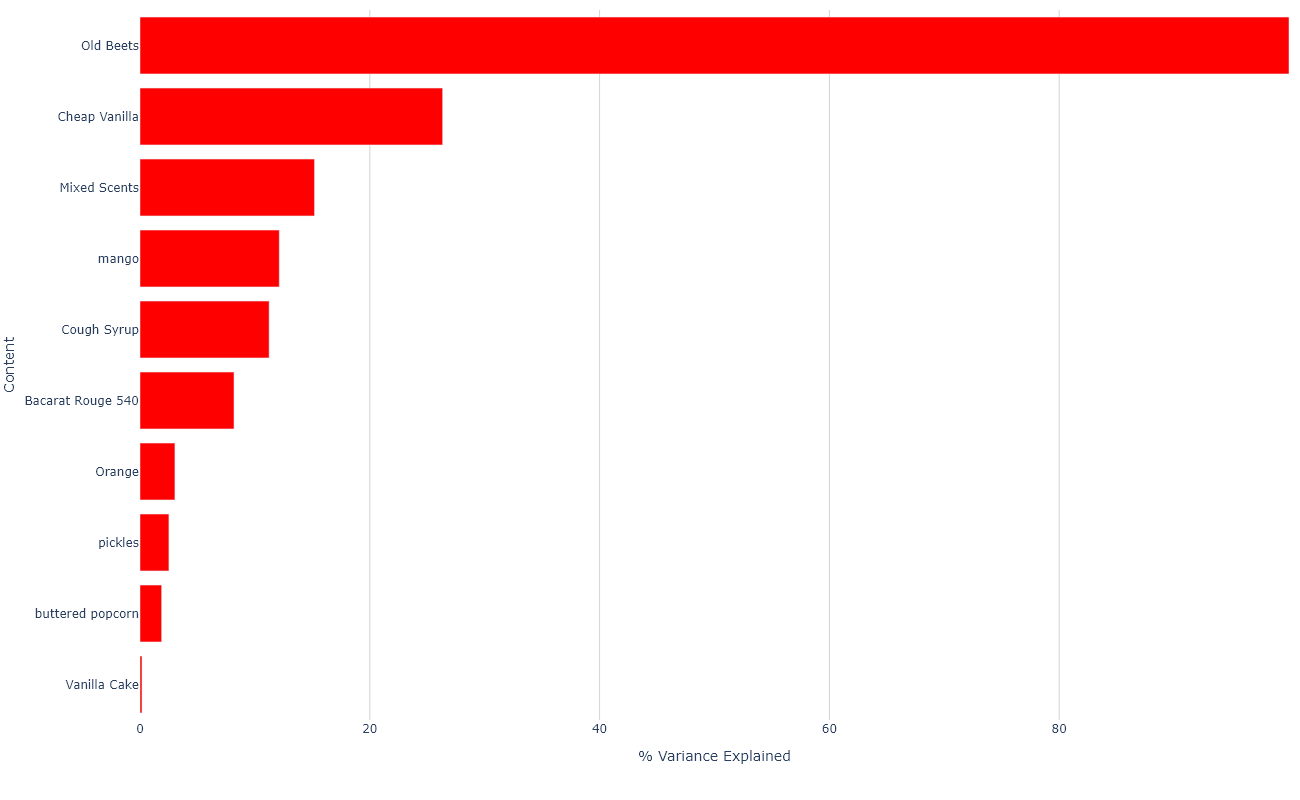 Old Beets
Cheap Vanilla
Mixed Scents
mango
Cough Syrup
Content
Bacarat Rouge 540
Orange
pickles
buttered popcorn
Vanilla Cake
0 20 40 60 80
% Variance Explained